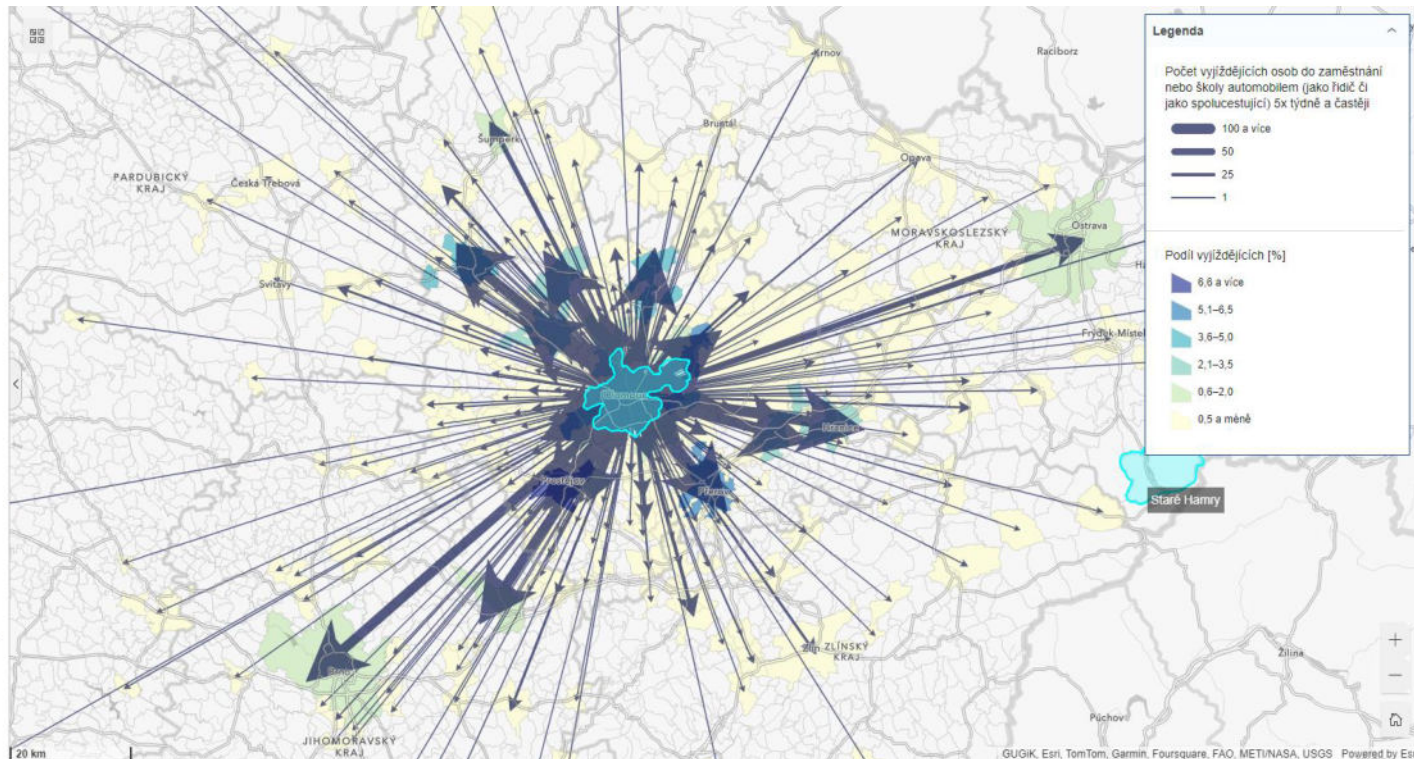 Legenda
Počet vyjíždějících osob do zaměstnání
nebo školy automobilem (jako řidič či
jako spolucestující) 5x týdně a častěji
100 a více
50
25
1
Podíl vyjíždějících [%]
6,6 a více
5,1–6,5
3,6–5,0
2,1–3,5
0,6–2,0
0,5 a méně
Krnov
Raciborz
Bruntál
Šumperk
Opava
PARDUBICKÝ
KRAJ
Česká Třebová
MORAVSKOSLEZSKÝ
KRAJ
Ostrava
Svitavy
Frýdek-Místek
Olomouc
Hranice
Prostějov
Přerov
Staré Hamry
Brno
Zlín
ZLÍNSKÝ
KRAJ
Žilina
Púchov
JIHOMORAVSKÝ
KRAJ
20 km
GUGiK, Esri, TomTom, Garmin, Foursquare, FAO, METI/NASA, USGS
Powered by Esri